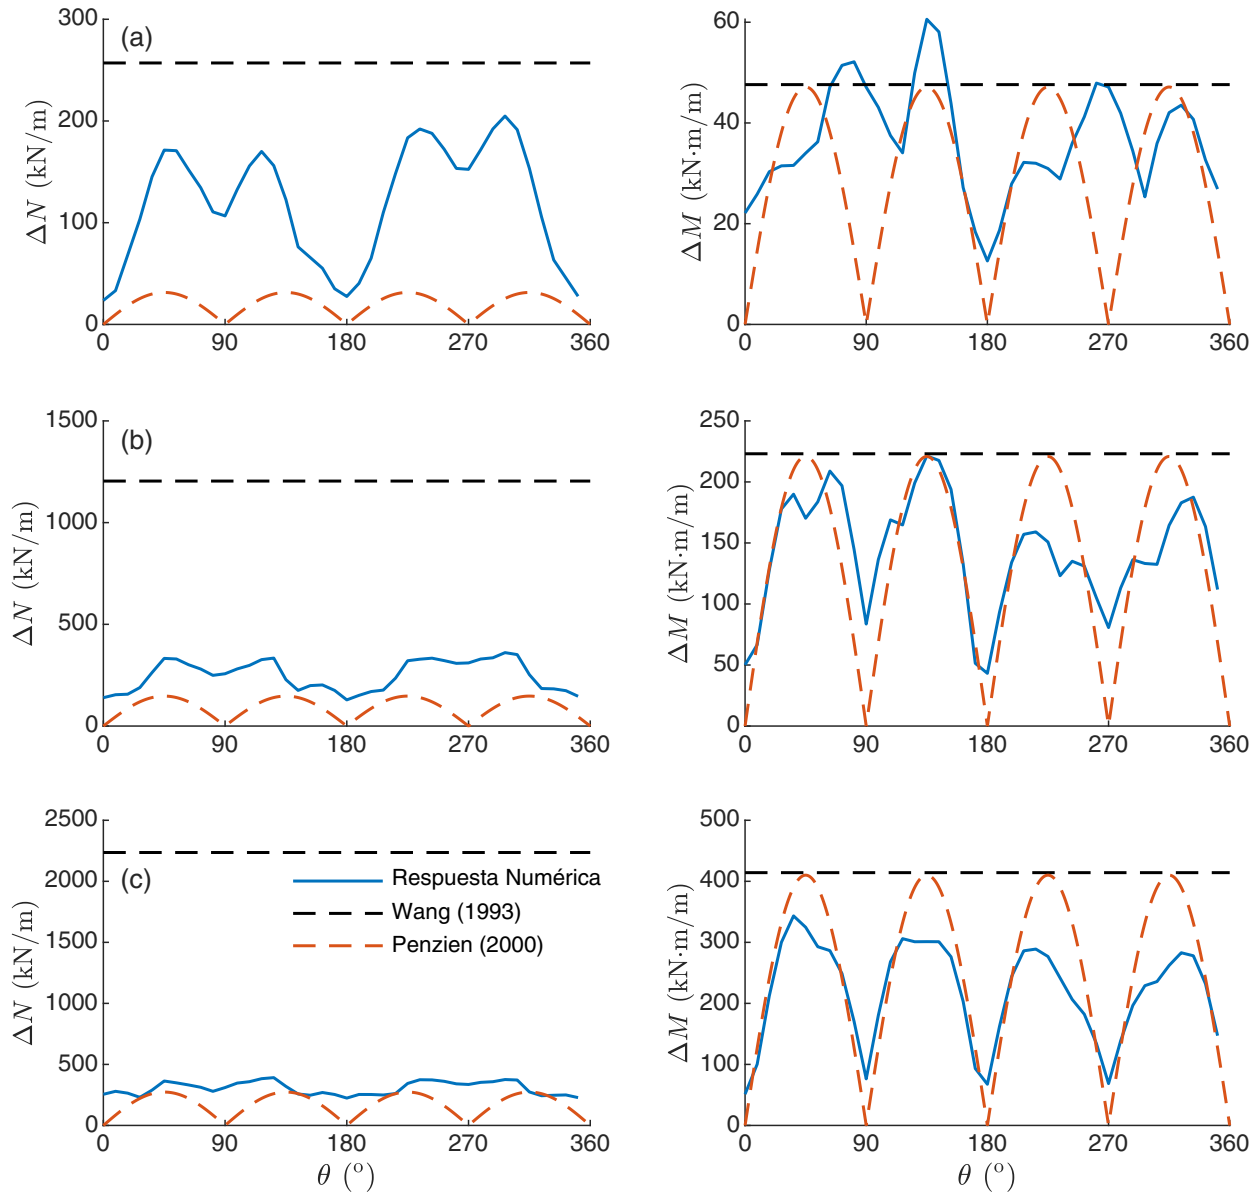 300
(a)
200
100
0
ΔN (kN/m)
0 90 180 270 360
60
40
20
0
ΔM (kN·m/m)
0 90 180 270 360
1500
(b)
1000
500
0
ΔN (kN/m)
0 90 180 270 360
250
200
150
100
50
0
ΔM (kN·m/m)
0 90 180 270 360
2500
2000
(c)
1500
1000
500
0
ΔN (kN/m)
Respuesta Numérica
Wang (1993)
Penzien (2000)
0 90 180 270 360
θ (°)
500
400
300
200
100
0
ΔM (kN·m/m)
0 90 180 270 360
θ (°)